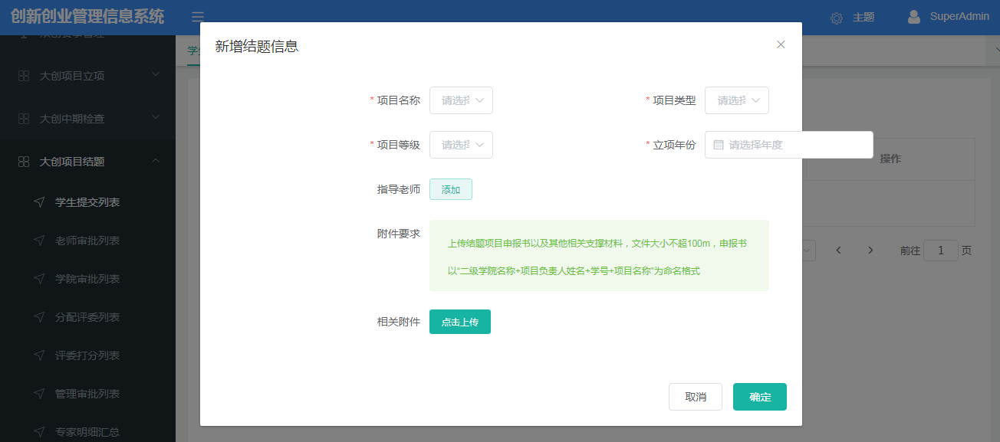 创新创业管理信息系统
主题
SuperAdmin
大创项目立项
大创中期检查
大创项目结题
学生提交列表
老师审批列表
学院审批列表
分配评委列表
评委打分列表
管理审批列表
专家明细汇总
新增结题信息
* 项目名称
请选择
* 项目类型
请选择
* 项目等级
请选择
* 立项年份
请选择年度
指导老师
添加
附件要求
上传结题项目申报书以及其他相关支撑材料，文件大小不超100m，申报书
以“二级学院名称+项目负责人姓名+学号+项目名称”为命名格式
相关附件
点击上传
取消
确定
操作
前往 1 页